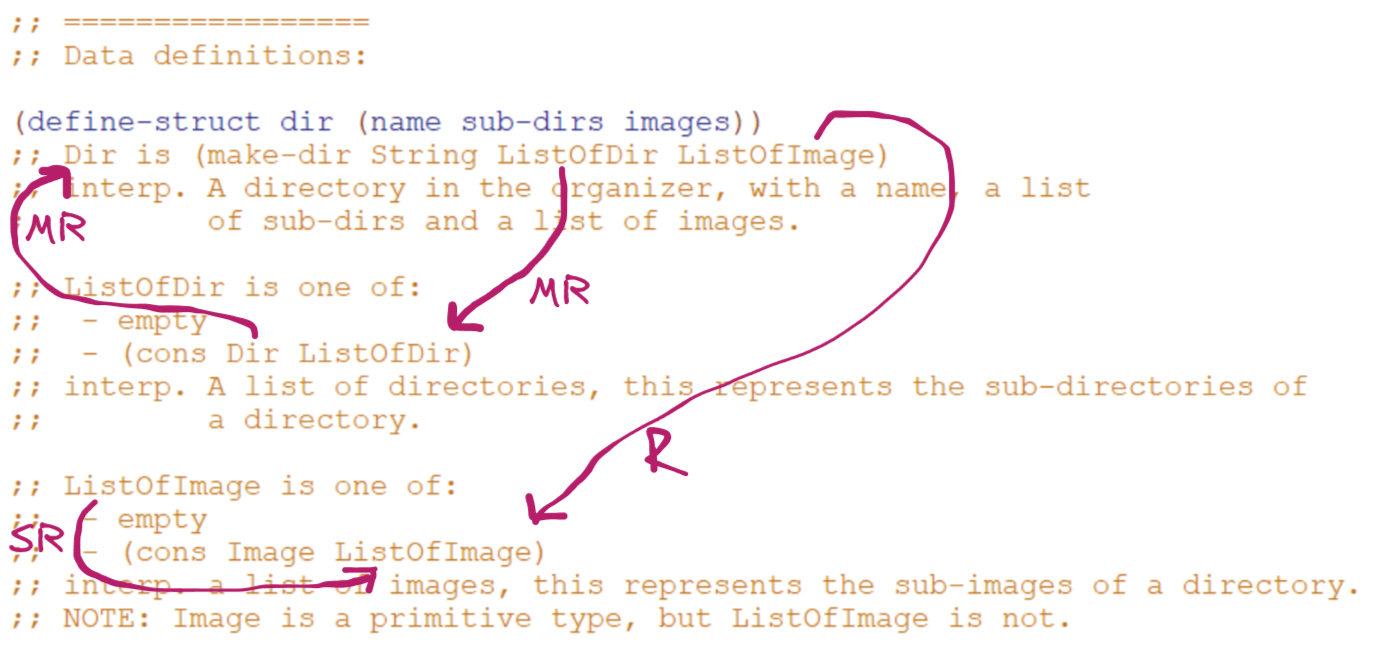 ;; =================
;; Data definitions:
(define-struct dir (name sub-dirs images))
;; Dir is (make-dir String ListOfDir ListOfImage)
;; interp. A directory in the organizer, with a name, a list
;;         of sub-dirs and a list of images.
MR
;; ListOfDir is one of:
MR
;;  - empty
;;  - (cons Dir ListOfDir)
;; interp. A list of directories, this represents the sub-directories of
;;         a directory.
R
;; ListOfImage is one of:
;;  - empty
SR
;;  - (cons Image ListOfImage)
;; interp. a list of images, this represents the sub-images of a directory.
;; NOTE: Image is a primitive type, but ListOfImage is not.